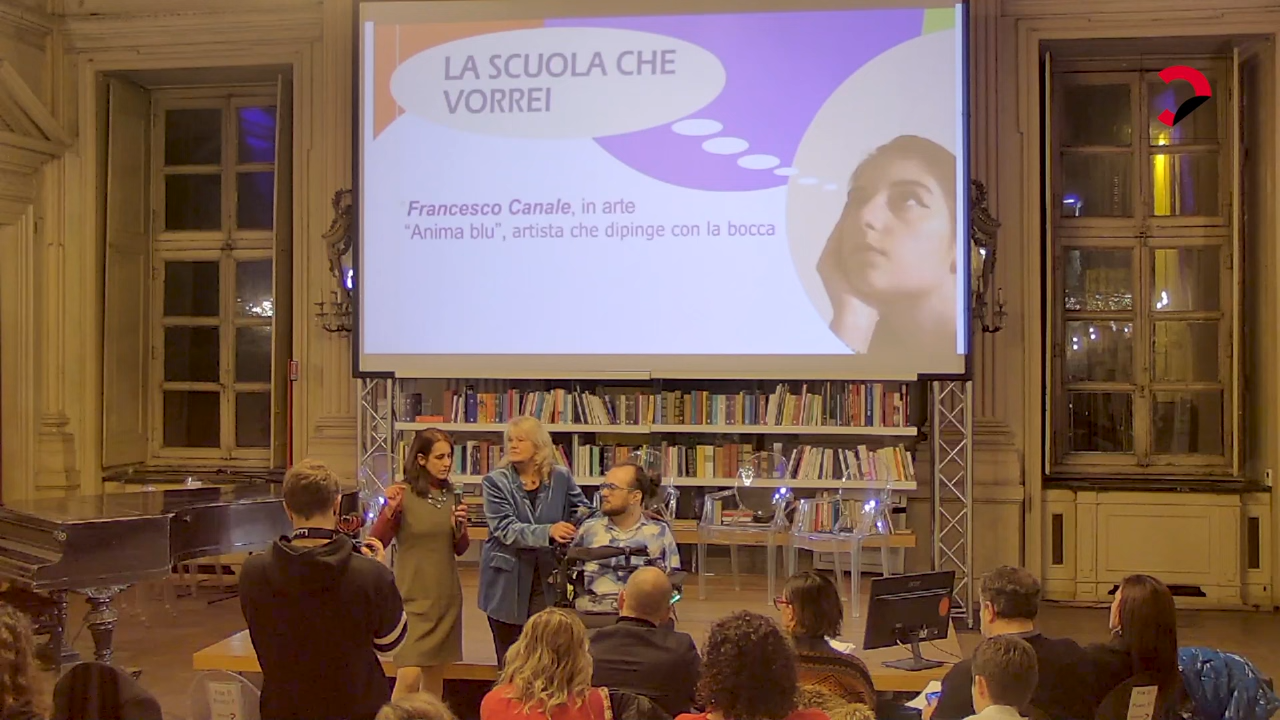 LA SCUOLA CHE
VORREI
Francesco Canale, in arte
"Anima blu", artista che dipinge con la bocca